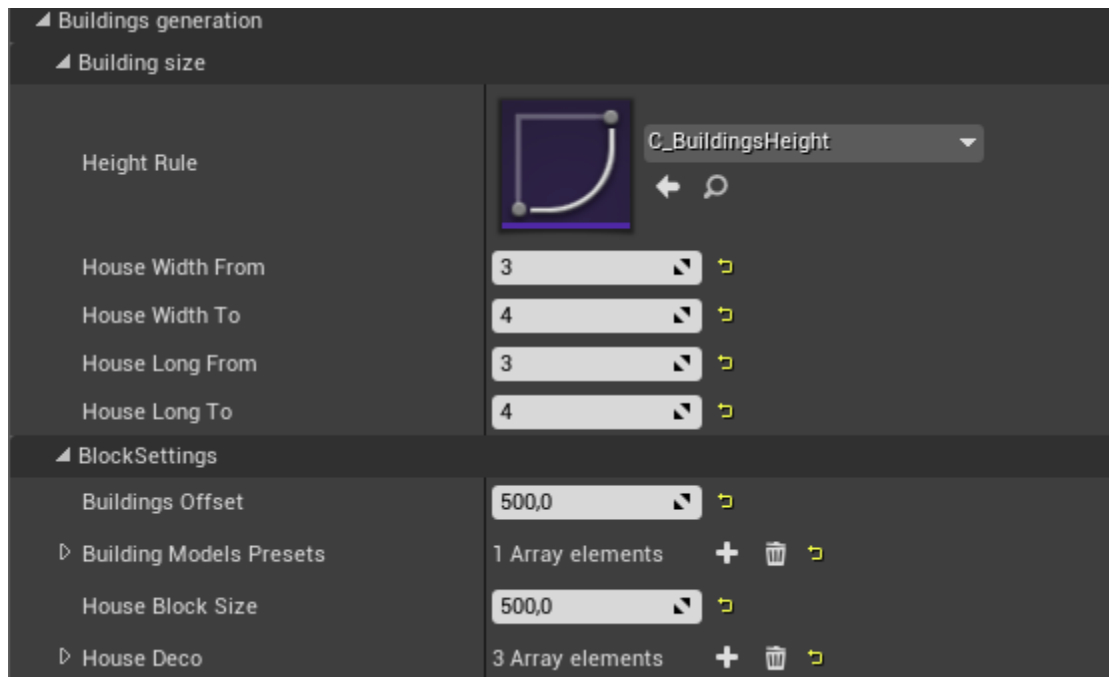 Buildings generation
Building size
Height Rule
C_BuildingsHeight
House Width From 3
House Width To 4
House Long From 3
House Long To 4
BlockSettings
Buildings Offset 500,0
Building Models Presets 1 Array elements
House Block Size 500,0
House Deco 3 Array elements